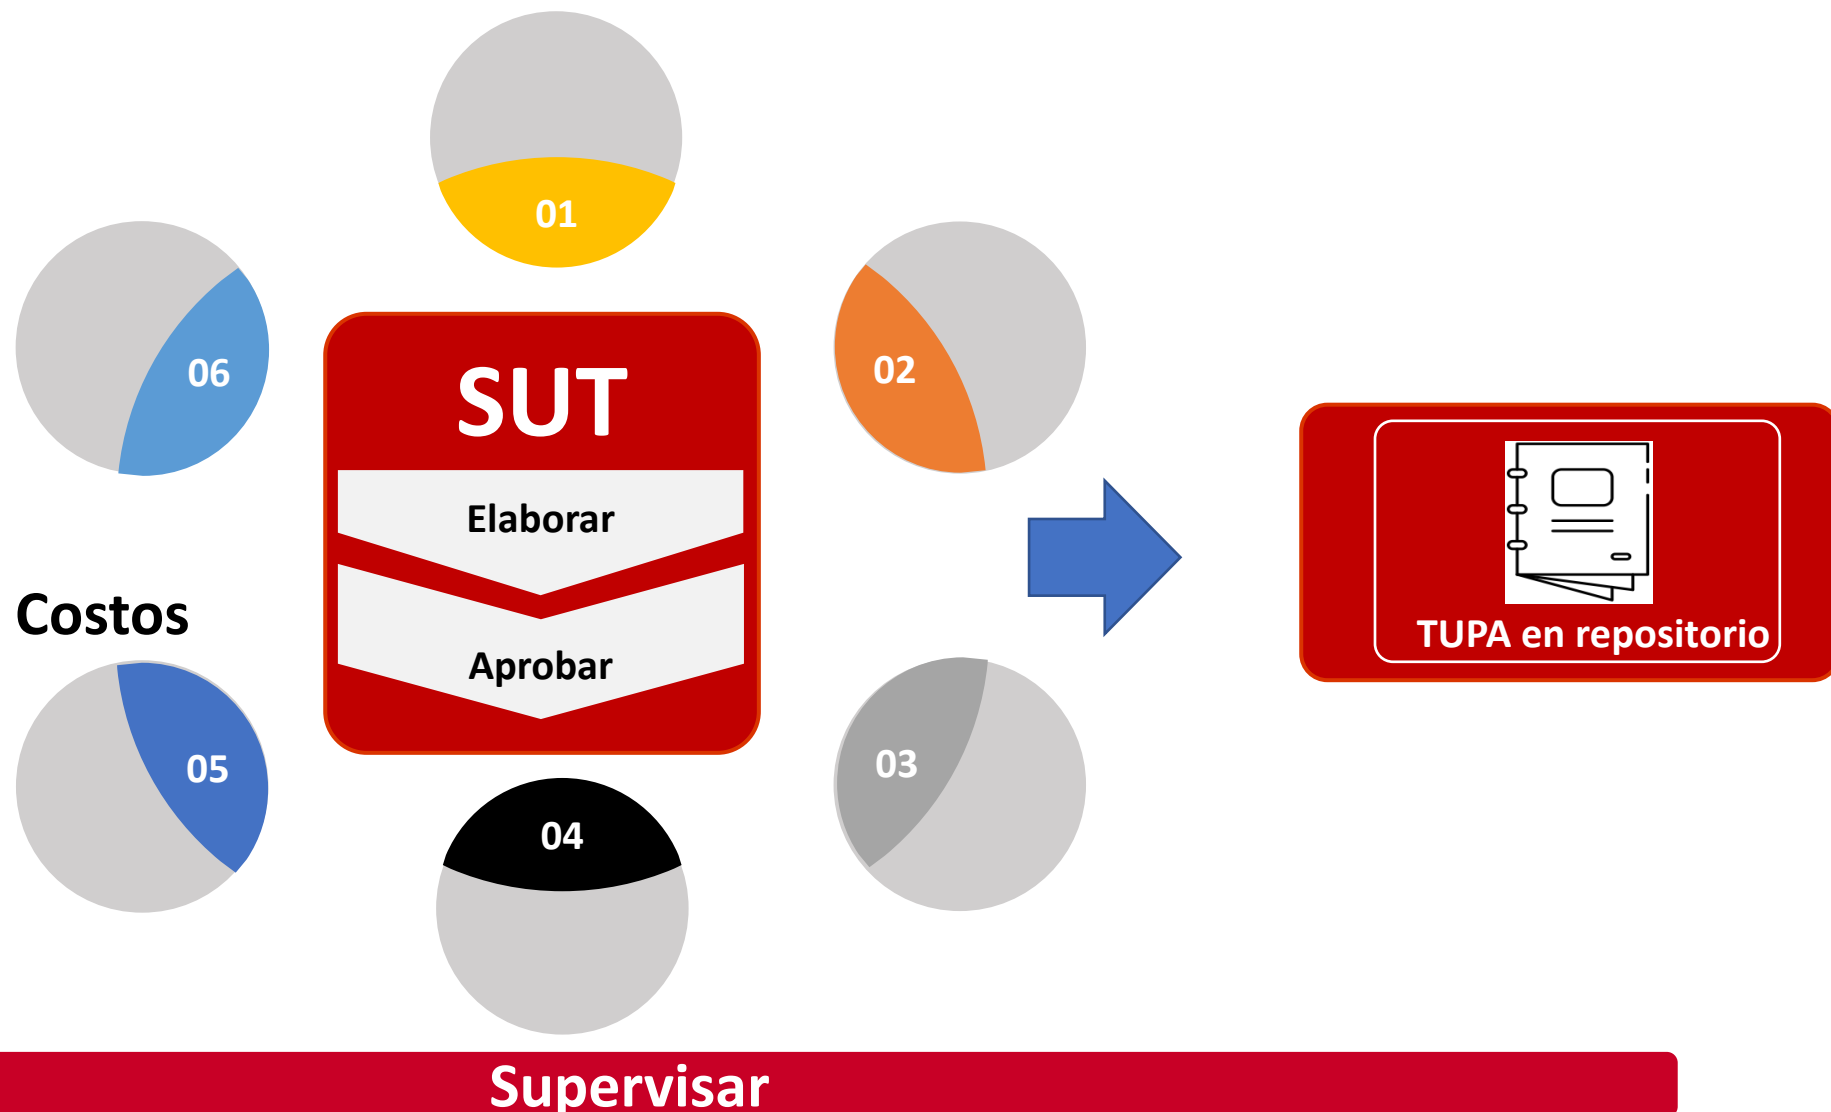 01
06
02
SUT
Elaborar
Aprobar
Costos
TUPA en repositorio
05
03
04
Supervisar